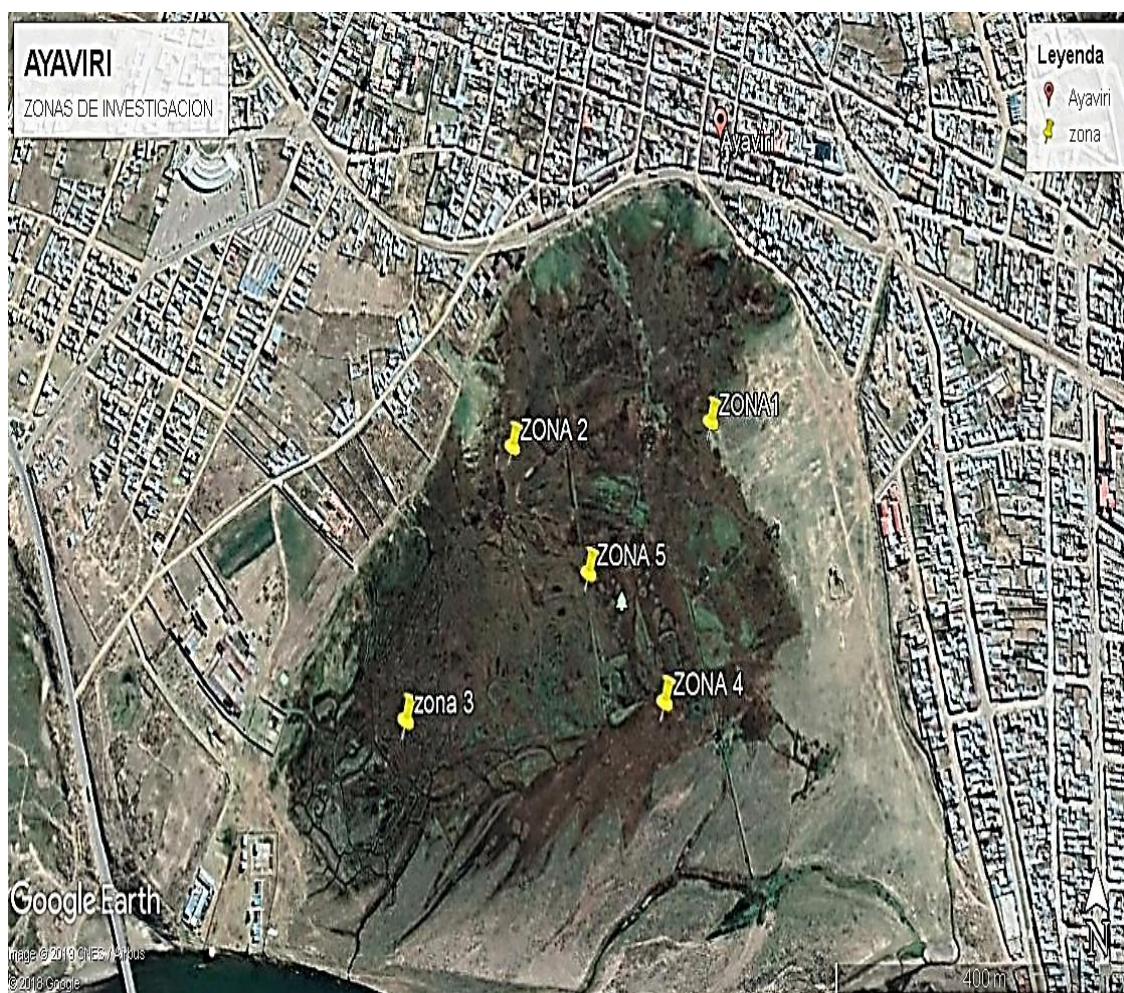 AYAVIRI
ZONAS DE INVESTIGACION
Leyenda
Ayaviri
zona
Ayaviri
ZONA1
ZONA 2
ZONA 5
ZONA 4
zona 3
Google Earth
N
Image © 2019 CNES / Airbus
© 2018 Google
400 m